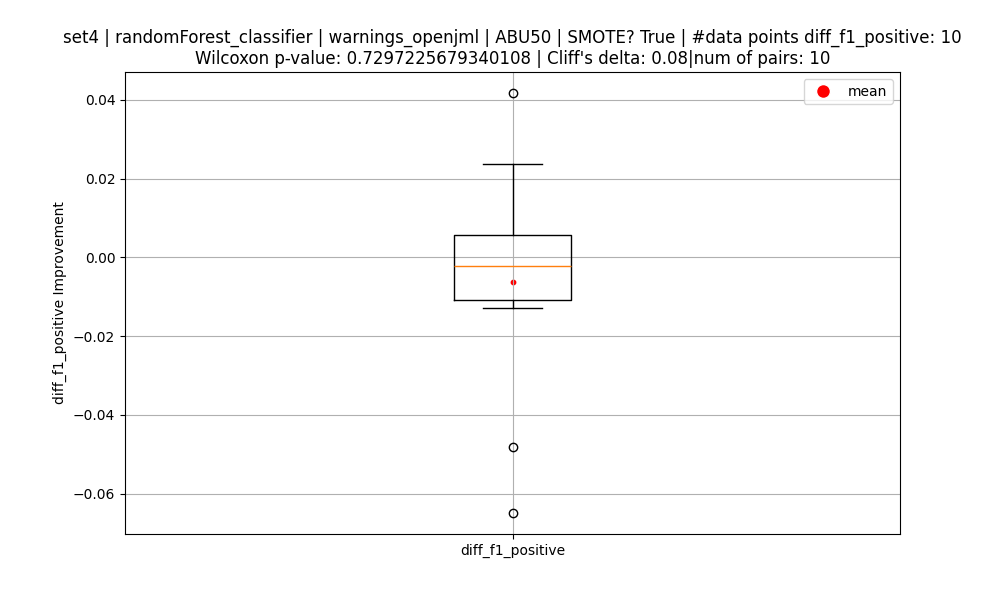 set4 | randomForest_classifier | warnings_openjml | ABU50 | SMOTE? True | #data points diff_f1_positive: 10
Wilcoxon p-value: 0.7297225679340108 | Cliff's delta: 0.08|num of pairs: 10
mean
0.04
0.02
0.00
−0.02
−0.04
−0.06
diff_f1_positive Improvement
diff_f1_positive